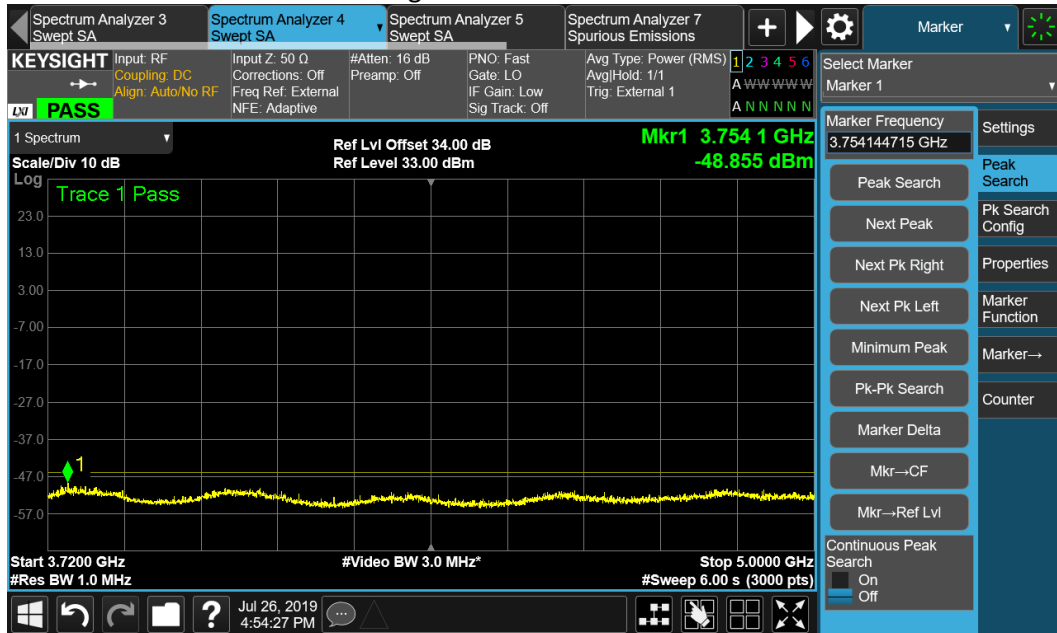 Spectrum Analyzer 3
Swept SA
Spectrum Analyzer 4
Swept SA
Spectrum Analyzer 5
Swept SA
Spectrum Analyzer 7
Spurious Emissions
+
Marker
KEYSIGHT
Input: RF
Coupling: DC
Align: Auto/No RF
LXI
PASS
Input Z: 50 Ω
Corrections: Off
Freq Ref: External
NFE: Adaptive
#Atten: 16 dB
Preamp: Off
PNO: Fast
Gate: LO
IF Gain: Low
Sig Track: Off
Avg Type: Power (RMS)
Avg|Hold: 1/1
Trig: External 1
1 2 3 4 5 6
A W W W W W
A N N N N N
Select Marker
Marker 1
1 Spectrum
Scale/Div 10 dB
Ref Lvl Offset 34.00 dB
Ref Level 33.00 dBm
Mkr1 3.754 1 GHz
-48.855 dBm
Log
Trace 1 Pass
23.0
13.0
3.00
-7.00
-17.0
-27.0
-37.0
-47.0
-57.0
1
Start 3.7200 GHz
#Res BW 1.0 MHz
#Video BW 3.0 MHz*
Stop 5.0000 GHz
#Sweep 6.00 s (3000 pts)
Marker Frequency
3.754144715 GHz
Peak Search
Next Peak
Next Pk Right
Next Pk Left
Minimum Peak
Pk-Pk Search
Marker Delta
Mkr→CF
Mkr→Ref Lvl
Continuous Peak
Search
On
Off
Settings
Peak
Search
Pk Search
Config
Properties
Marker
Function
Marker→
Counter
?
Jul 26, 2019
4:54:27 PM